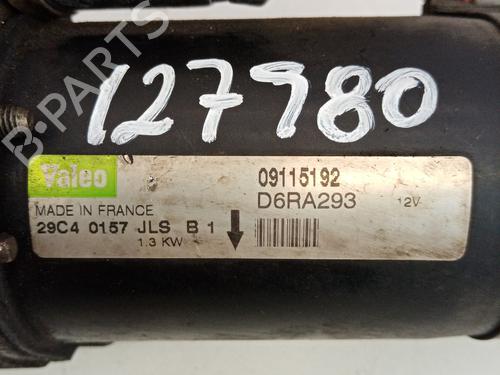 127980
B-PARTS
Valeo
09115192
D6RA293 12V
MADE IN FRANCE
29C4 0157 JLS B 1
1.3 KW